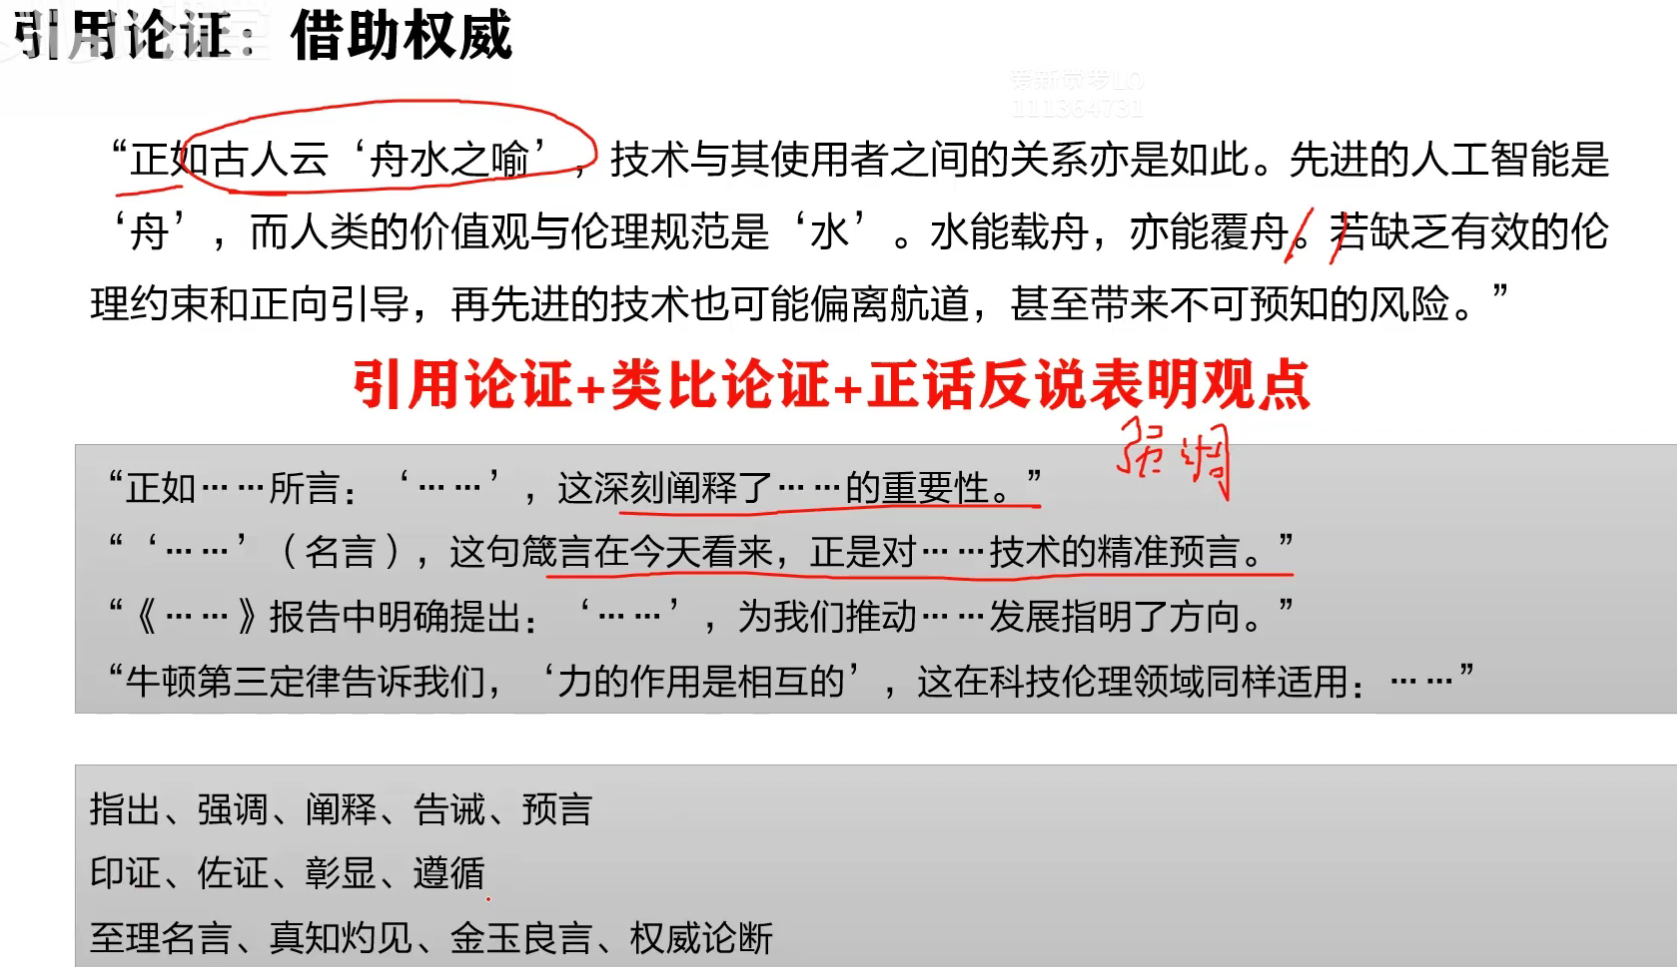 引用论证：借助权威
爱新觉罗LO
111364731
“正如古人云‘舟水之喻’，技术与其使用者之间的关系亦是如此。先进的人工智能是
‘舟’，而人类的价值观与伦理规范是‘水’。水能载舟，亦能覆舟。若缺乏有效的伦
理约束和正向引导，再先进的技术也可能偏离航道，甚至带来不可预知的风险。”
引用论证+类比论证+正话反说表明观点
强调
“正如……所言：‘……’，这深刻阐释了……的重要性。”
“‘……’（名言），这句箴言在今天看来，正是对……技术的精准预言。”
“《……》报告中明确提出：‘……’，为我们推动……发展指明了方向。”
“牛顿第三定律告诉我们，‘力的作用是相互的’，这在科技伦理领域同样适用：……”
指出、强调、阐释、告诫、预言
印证、佐证、彰显、遵循
至理名言、真知灼见、金玉良言、权威论断